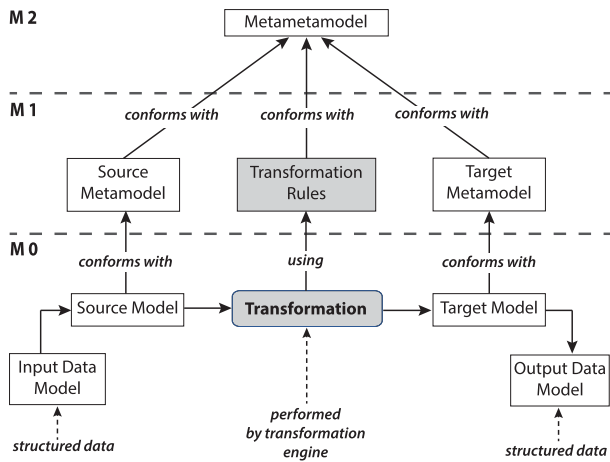 M 2
Metametamodel
conforms with
conforms with
conforms with
M 1
Source
Metamodel
Transformation
Rules
Target
Metamodel
M 0
conforms with
using
conforms with
Source Model
Transformation
Target Model
Input Data
Model
Output Data
Model
structured data
performed
by transformation
engine
structured data